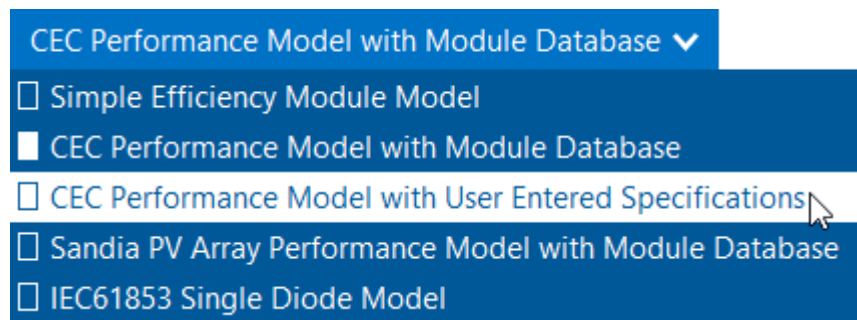 CEC Performance Model with Module Database
Simple Efficiency Module Model
CEC Performance Model with Module Database
CEC Performance Model with User Entered Specifications
Sandia PV Array Performance Model with Module Database
IEC61853 Single Diode Model